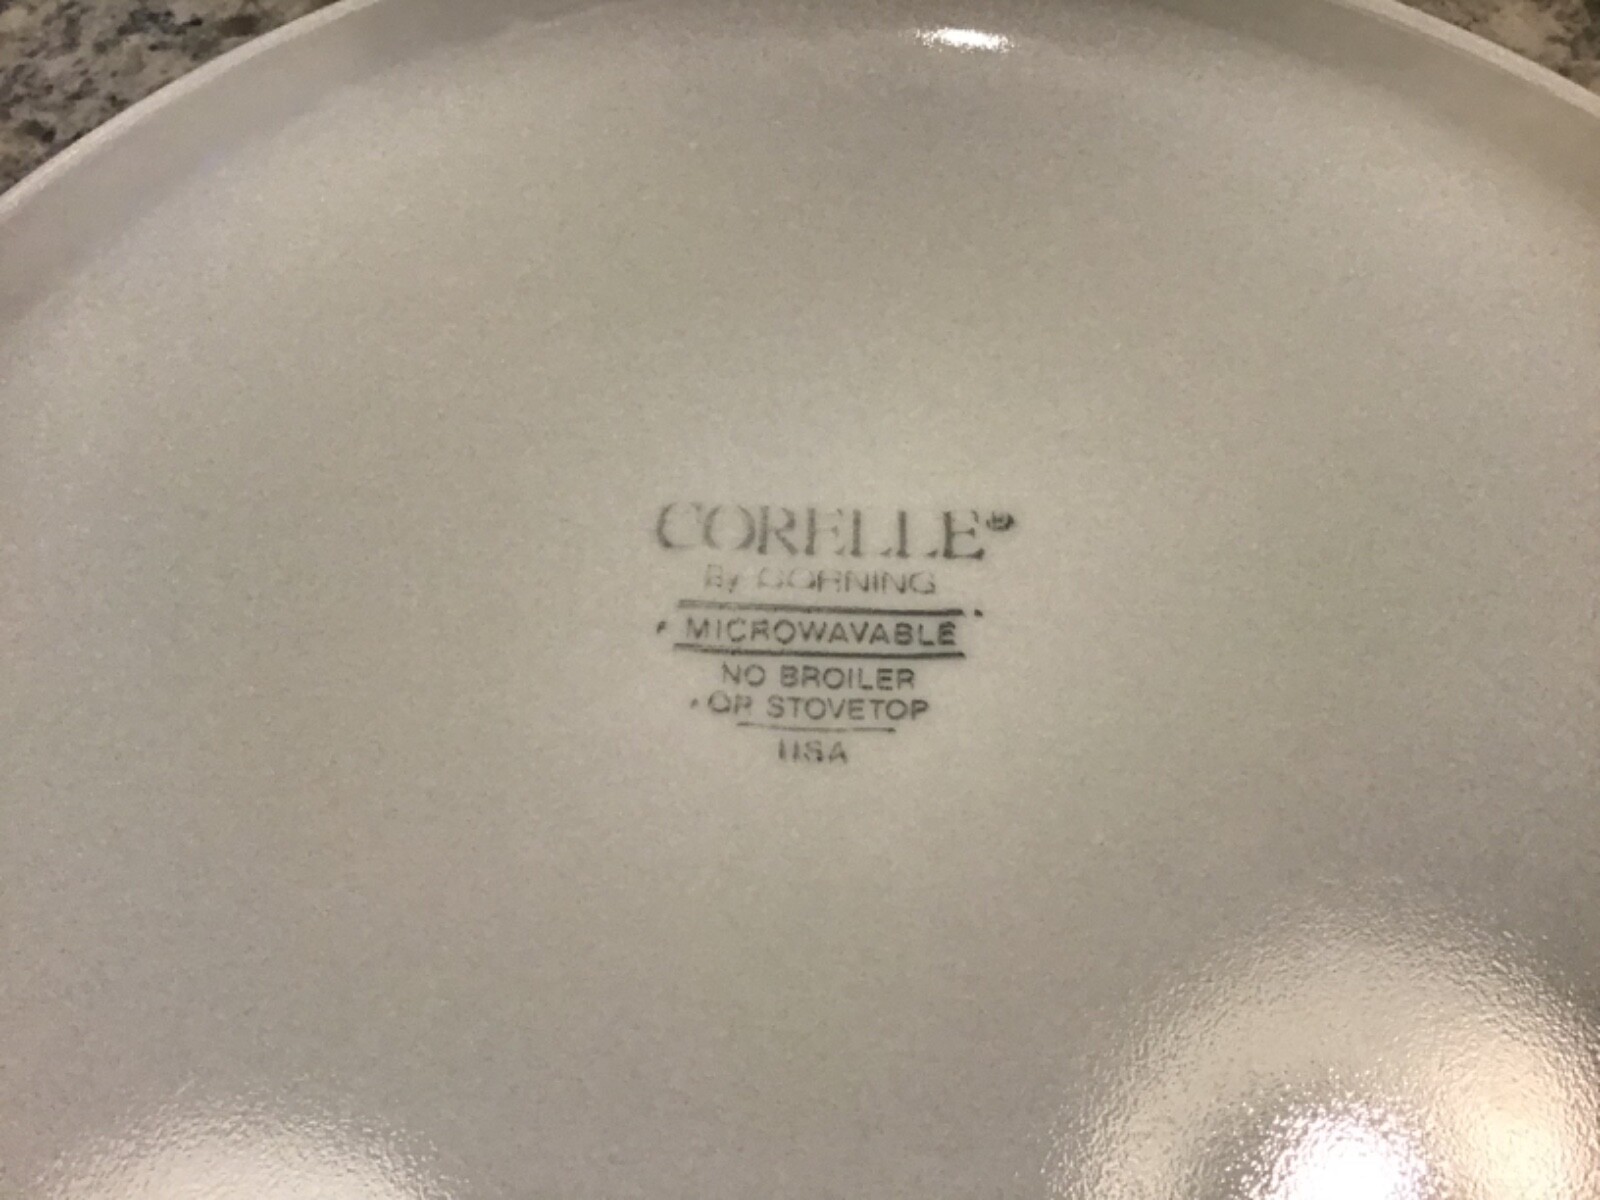 CORELLE®
By CORNING
MICROWAVABLE
NO BROILER
OR STOVETOP
USA